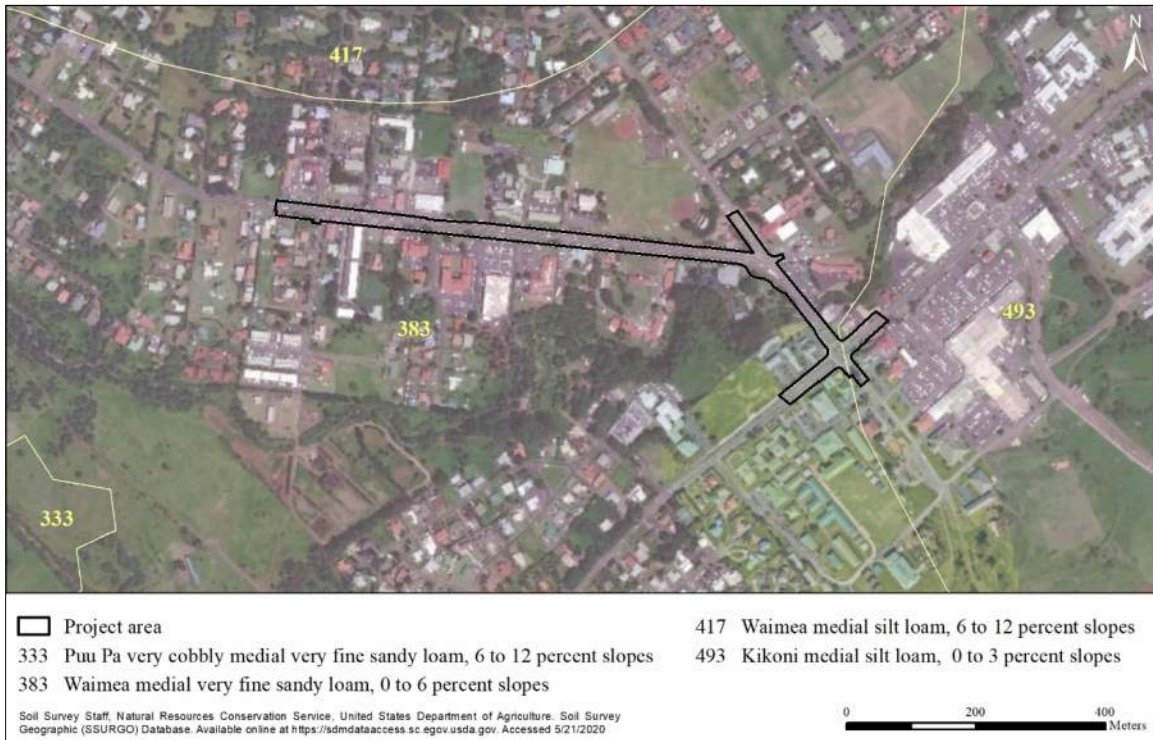 N
417
493
383
333
Project area
333 Puu Pa very cobbly medial very fine sandy loam, 6 to 12 percent slopes
383 Waimea medial very fine sandy loam, 0 to 6 percent slopes
417 Waimea medial silt loam, 6 to 12 percent slopes
493 Kikoni medial silt loam, 0 to 3 percent slopes
Soil Survey Staff, Natural Resources Conservation Service, United States Department of Agriculture. Soil Survey
Geographic (SSURGO) Database. Available online at https://sdmdataaccess.sc.egov.usda.gov. Accessed 5/21/2020
0 200 400
Meters